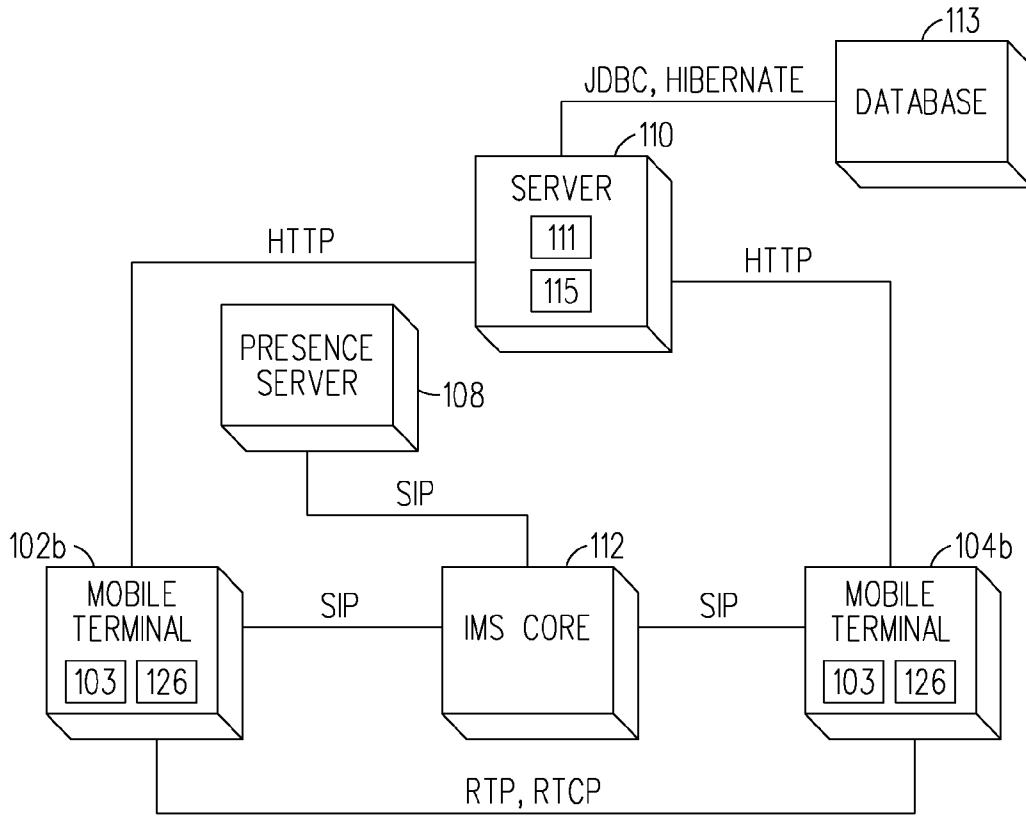 113
JDBC, HIBERNATE
DATABASE
110
SERVER
111
115
HTTP
HTTP
PRESENCE
SERVER
108
SIP
102b
112
104b
MOBILE
TERMINAL
103 126
SIP
IMS CORE
SIP
MOBILE
TERMINAL
103 126
RTP, RTCP